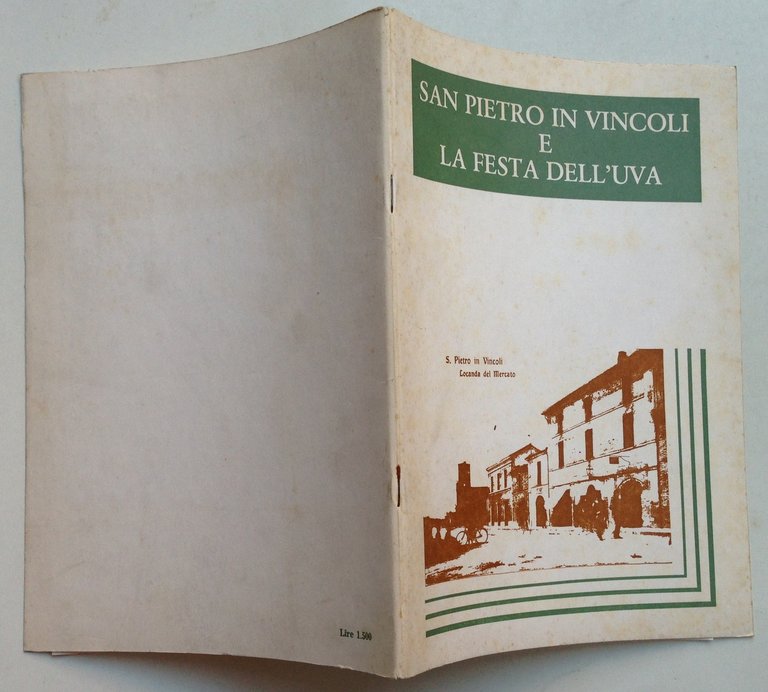 SAN PIETRO IN VINCOLI
E
LA FESTA DELL'UVA
S. Pietro in Vincoli
Locanda del Mercato
Lire 1.500